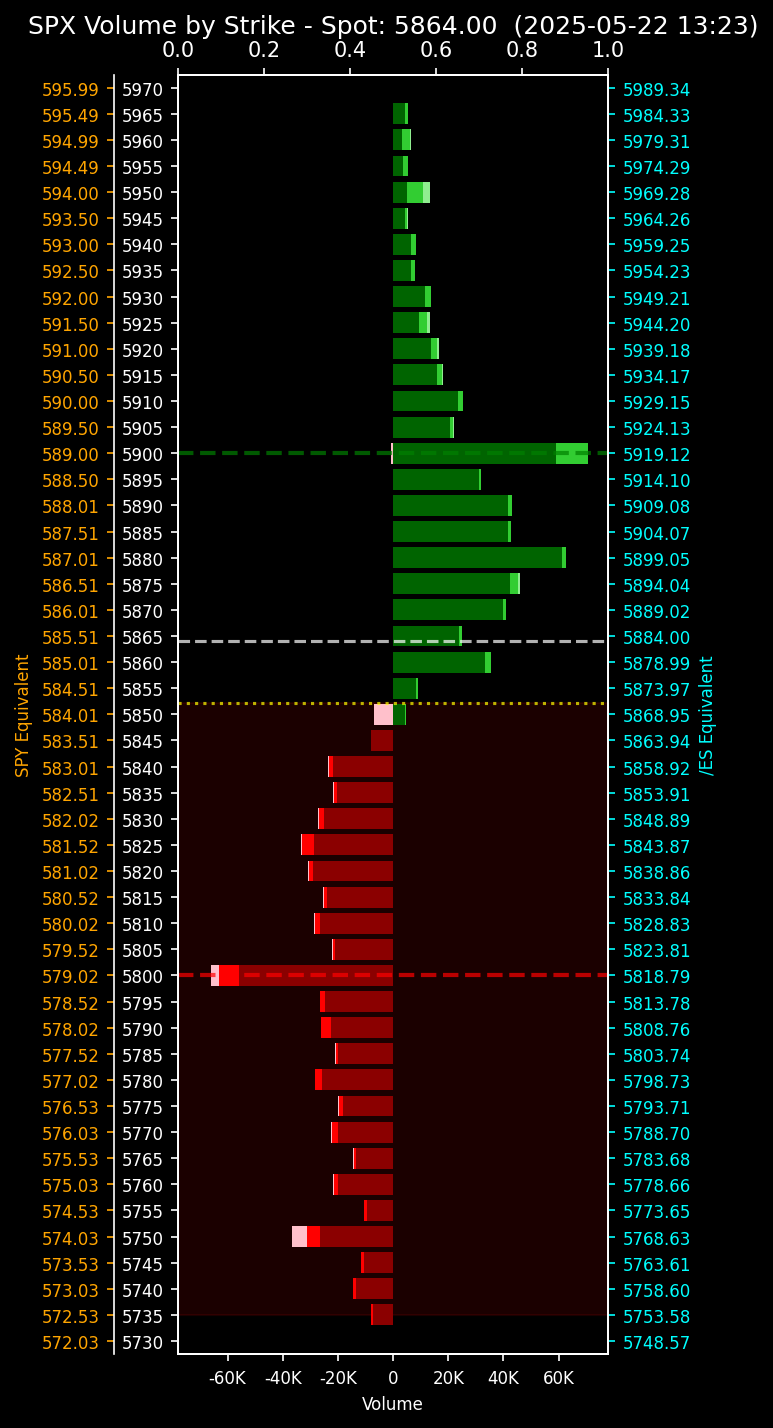 SPX Volume by Strike - Spot: 5864.00 (2025-05-22 13:23)
0.0 0.2 0.4 0.6 0.8 1.0
595.99 5970 5989.34
595.49 5965 5984.33
594.99 5960 5979.31
594.49 5955 5974.29
594.00 5950 5969.28
593.50 5945 5964.26
593.00 5940 5959.25
592.50 5935 5954.23
592.00 5930 5949.21
591.50 5925 5944.20
591.00 5920 5939.18
590.50 5915 5934.17
590.00 5910 5929.15
589.50 5905 5924.13
589.00 5900 5919.12
588.50 5895 5914.10
588.01 5890 5909.08
587.51 5885 5904.07
587.01 5880 5899.05
586.51 5875 5894.04
586.01 5870 5889.02
585.51 5865 5884.00
585.01 5860 5878.99
584.51 5855 5873.97
584.01 5850 5868.95
583.51 5845 5863.94
583.01 5840 5858.92
582.51 5835 5853.91
582.02 5830 5848.89
581.52 5825 5843.87
581.02 5820 5838.86
580.52 5815 5833.84
580.02 5810 5828.83
579.52 5805 5823.81
579.02 5800 5818.79
578.52 5795 5813.78
578.02 5790 5808.76
577.52 5785 5803.74
577.02 5780 5798.73
576.53 5775 5793.71
576.03 5770 5788.70
575.53 5765 5783.68
575.03 5760 5778.66
574.53 5755 5773.65
574.03 5750 5768.63
573.53 5745 5763.61
573.03 5740 5758.60
572.53 5735 5753.58
572.03 5730 5748.57
SPY Equivalent
/ES Equivalent
-60K -40K -20K 0 20K 40K 60K
Volume